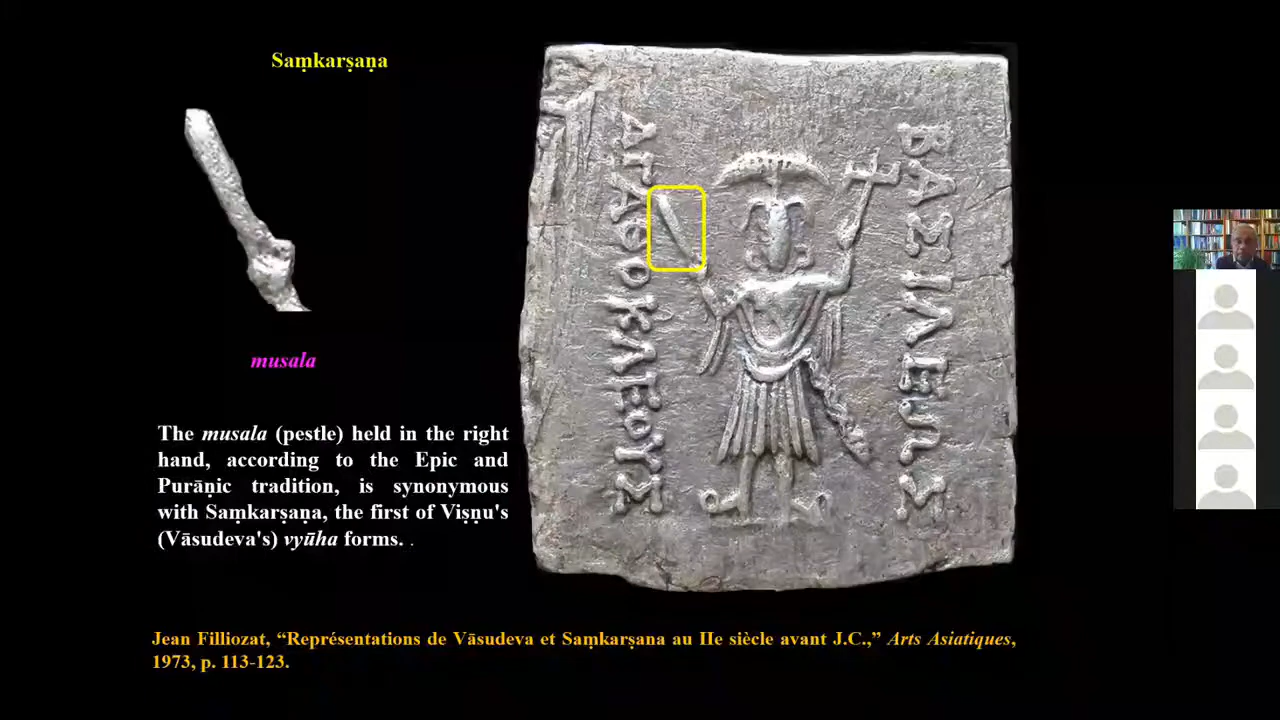 Saṃkarṣaṇa
musala
The musala (pestle) held in the right
hand, according to the Epic and
Purāṇic tradition, is synonymous
with Saṃkarṣaṇa, the first of Viṣṇu's
(Vāsudeva's) vyūha forms. .
ΒΑΣΙΛΕΩΣ
ΑΓΑΘΟΚΛΕΟΥΣ
Jean Filliozat, “Représentations de Vāsudeva et Saṃkarṣana au IIe siècle avant J.C.,” Arts Asiatiques,
1973, p. 113-123.